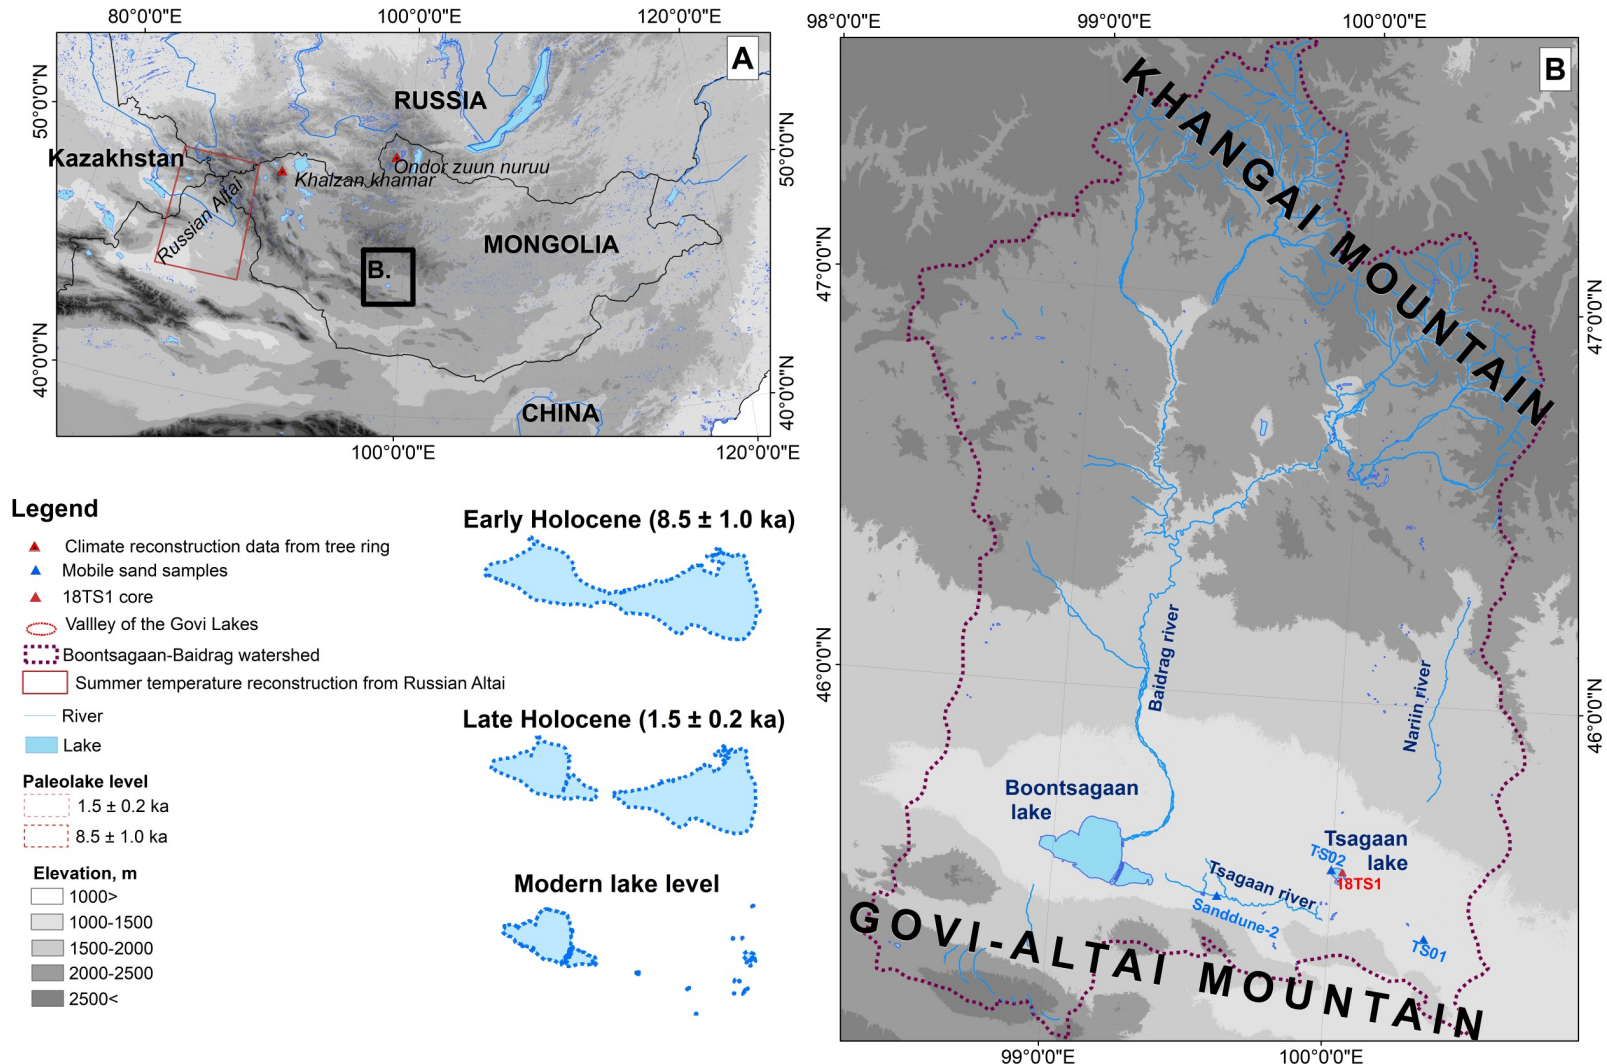 80°0'0"E
100°0'0"E
120°0'0"E
A
50°0'0"N
50°0'0"N
RUSSIA
Kazakhstan
Ondor zuun nuruu
Khalzan khamar
Russian Altai
MONGOLIA
B.
40°0'0"N
40°0'0"N
CHINA
100°0'0"E
120°0'0"E
Legend
Climate reconstruction data from tree ring
Mobile sand samples
18TS1 core
Vallley of the Govi Lakes
Boontsagaan-Baidrag watershed
Summer temperature reconstruction from Russian Altai
River
Lake
Paleolake level
1.5 ± 0.2 ka
8.5 ± 1.0 ka
Elevation, m
1000>
1000-1500
1500-2000
2000-2500
2500<
Early Holocene (8.5 ± 1.0 ka)
Late Holocene (1.5 ± 0.2 ka)
Modern lake level
98°0'0"E
99°0'0"E
100°0'0"E
B
KHANGAI MOUNTAIN
47°0'0"N
47°0'0"N
46°0'0"N
46°0'0"N
Baidrag river
Nariin river
Boontsagaan
lake
Tsagaan
lake
TS02
18TS1
Tsagaan river
Sanddune-2
TS01
GOVI-ALTAI MOUNTAIN
99°0'0"E
100°0'0"E